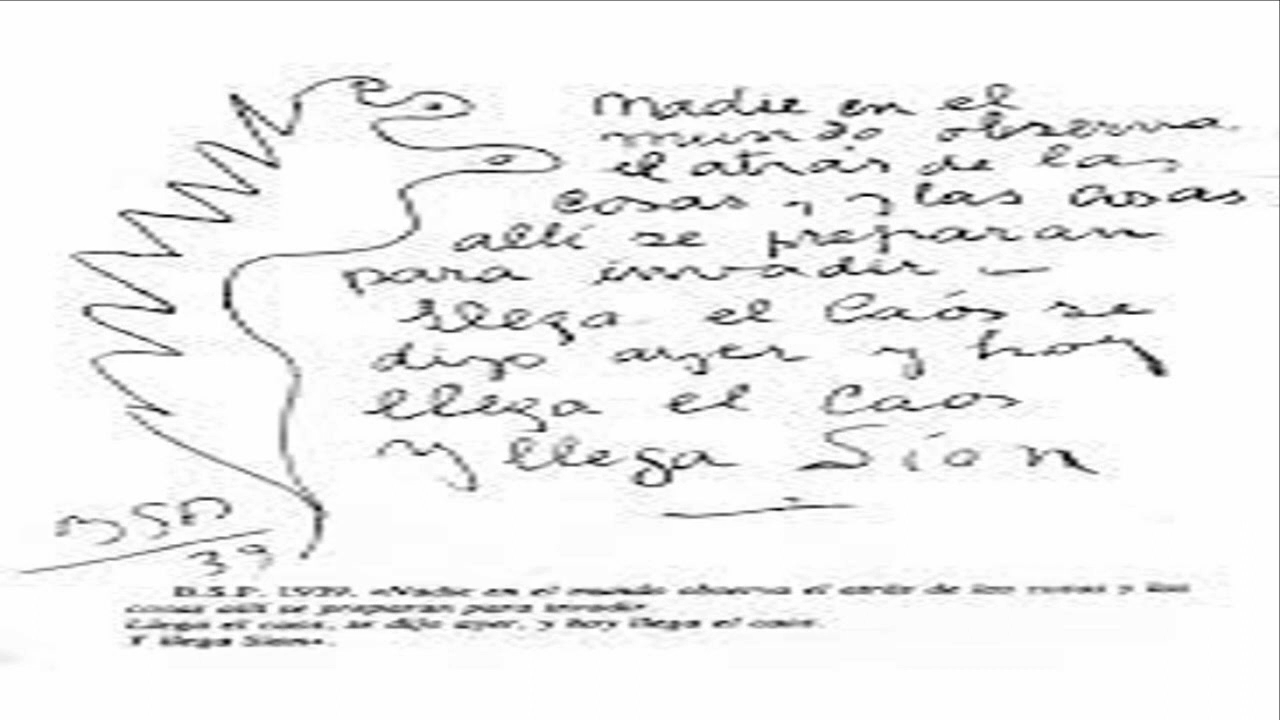 Nadie en el
mundo observa
el atrás de las
cosas, y las cosas
allí se preparan
para invadir —
llega el Caós se
dijo ayer y hoy
llega el Caos
y llega Sion
BSP
39
B.S.P. 1939. «Nadie en el mundo observa el atrás de las cosas y las
cosas allí se preparan para invadir.
Llega el caos, se dijo ayer, y hoy llega el caos.
Y llega Sion».